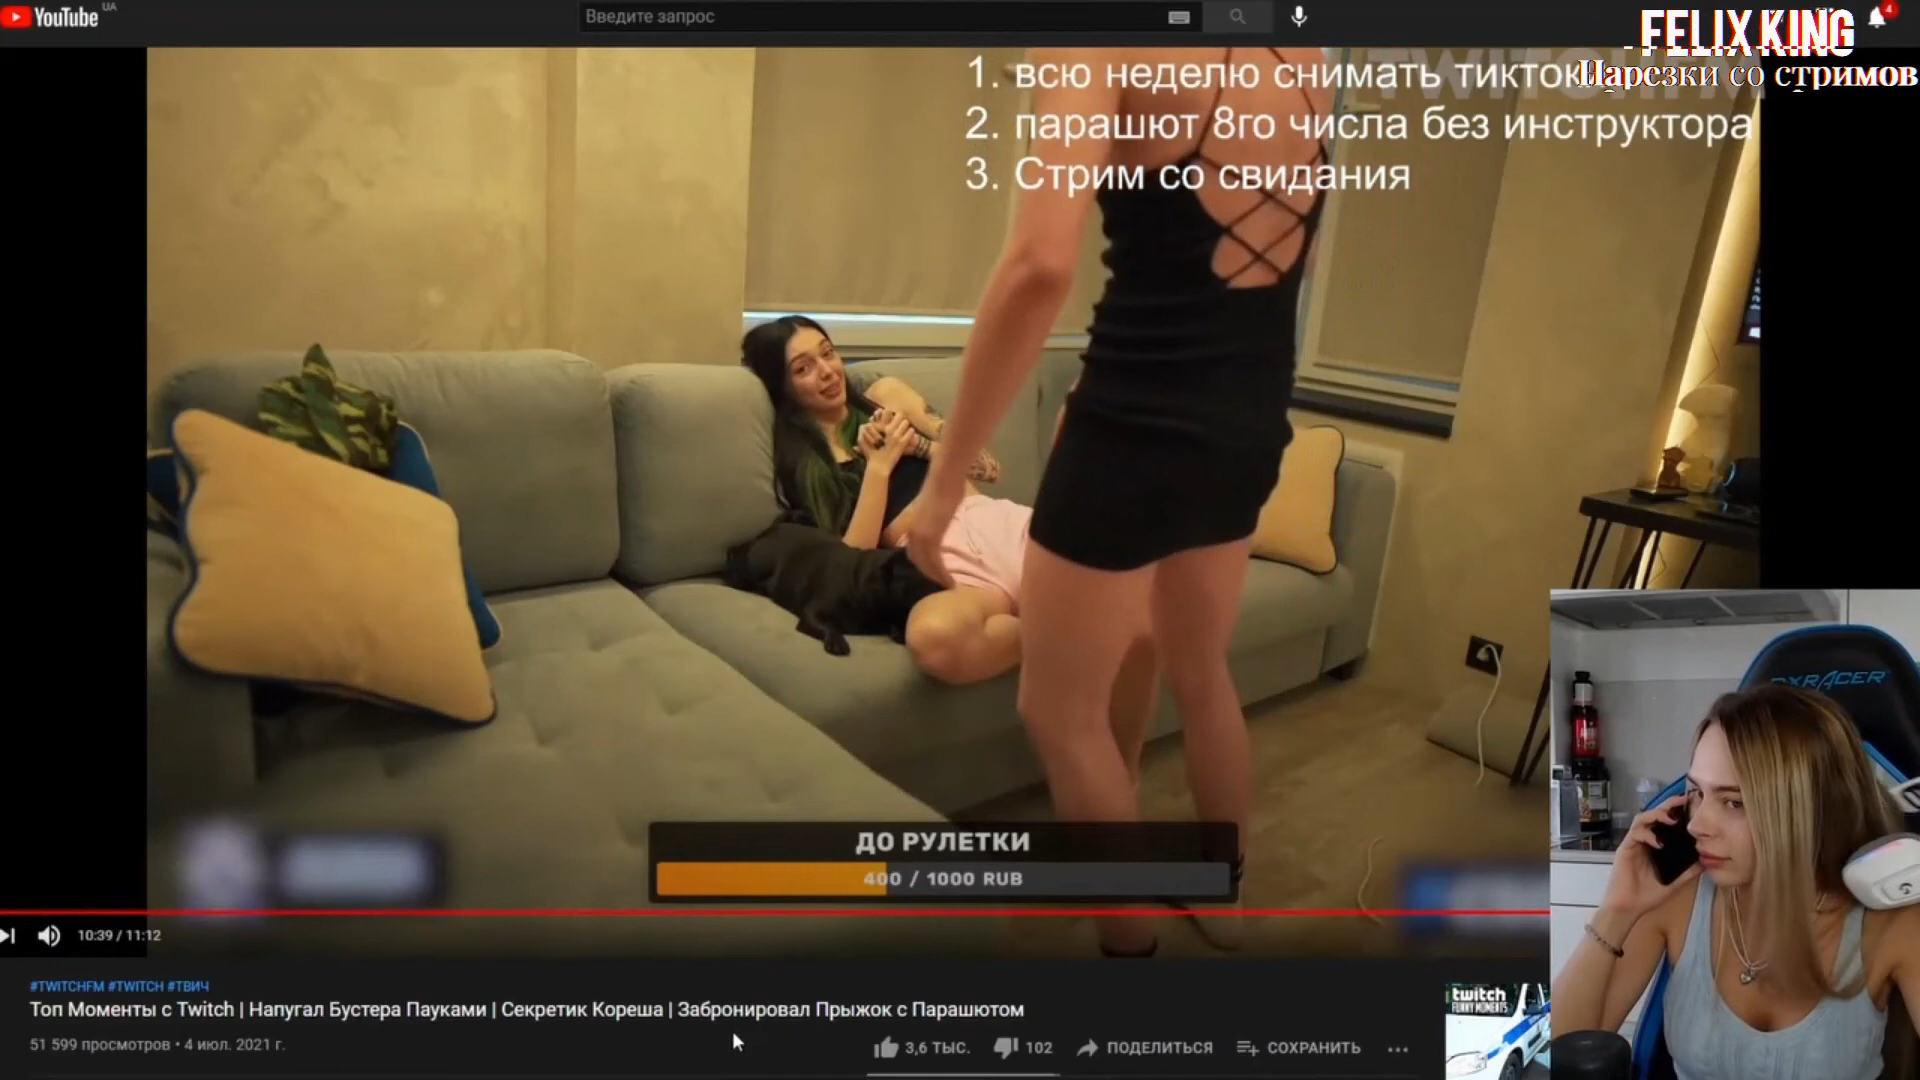 YouTube UA
Введите запрос
4
FELIX KING
Нарезки со стримов
1. всю неделю снимать тикток
2. парашют 8го числа без инструктора
3. Стрим со свидания
DXRACER
ДО РУЛЕТКИ
400 / 1000 RUB
10:39 / 11:12
#TWITCHFM #TWITCH #ТВИЧ
Топ Моменты с Twitch | Напугал Бустера Пауками | Секретик Кореша | Забронировал Прыжок с Парашютом
51 599 просмотров • 4 июл. 2021 г.
3,6 ТЫС.
102
ПОДЕЛИТЬСЯ
СОХРАНИТЬ
twitch
FUNNY MOMENTS